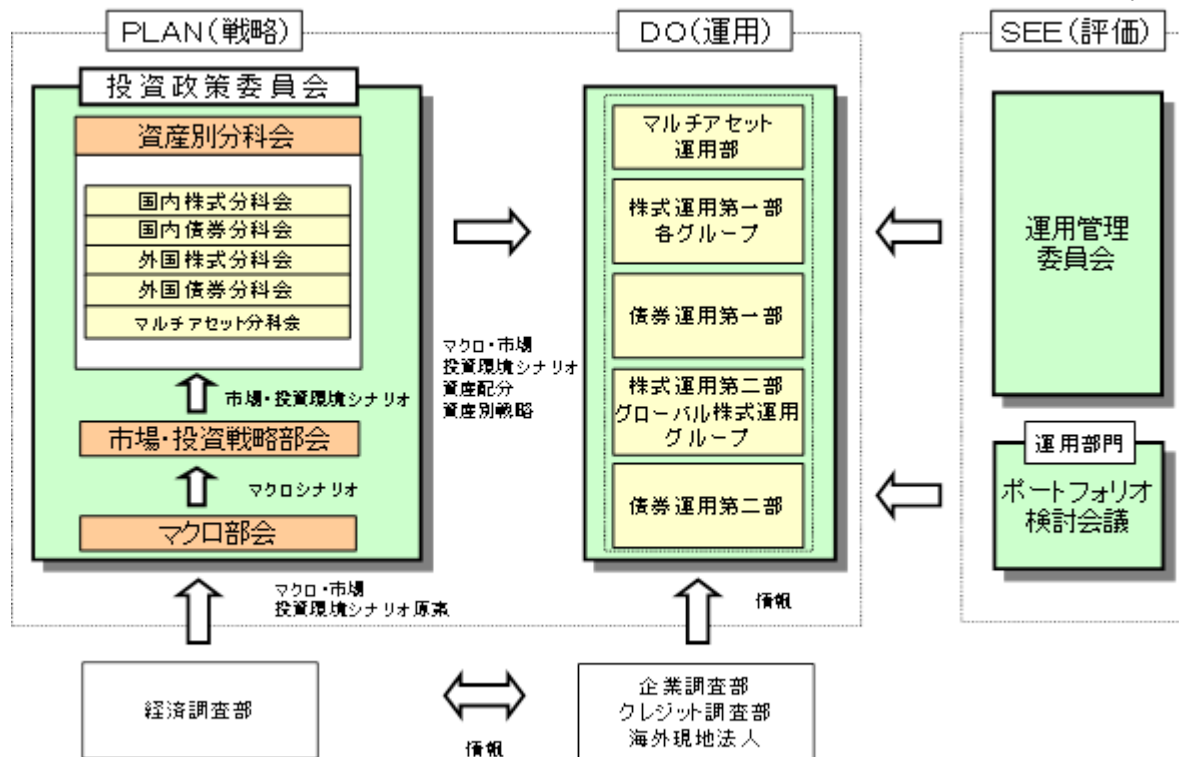 PLAN(戦略)
投資政策委員会
資産別分科会
国内株式分科会
国内債券分科会
外国株式分科会
外国債券分科会
マルチアセット分科会
市場・投資環境シナリオ
市場・投資戦略部会
マクロシナリオ
マクロ部会
マクロ・市場
投資環境シナリオ原案
経済調査部
マクロ・市場
投資環境シナリオ
資産配分
資産別戦略
情報
DO(運用)
マルチアセット
運用部
株式運用第一部
各グループ
債券運用第一部
株式運用第二部
グローバル株式運用
グループ
債券運用第二部
情報
企業調査部
クレジット調査部
海外現地法人
SEE(評価)
運用管理
委員会
運用部門
ポートフォリオ
検討会議